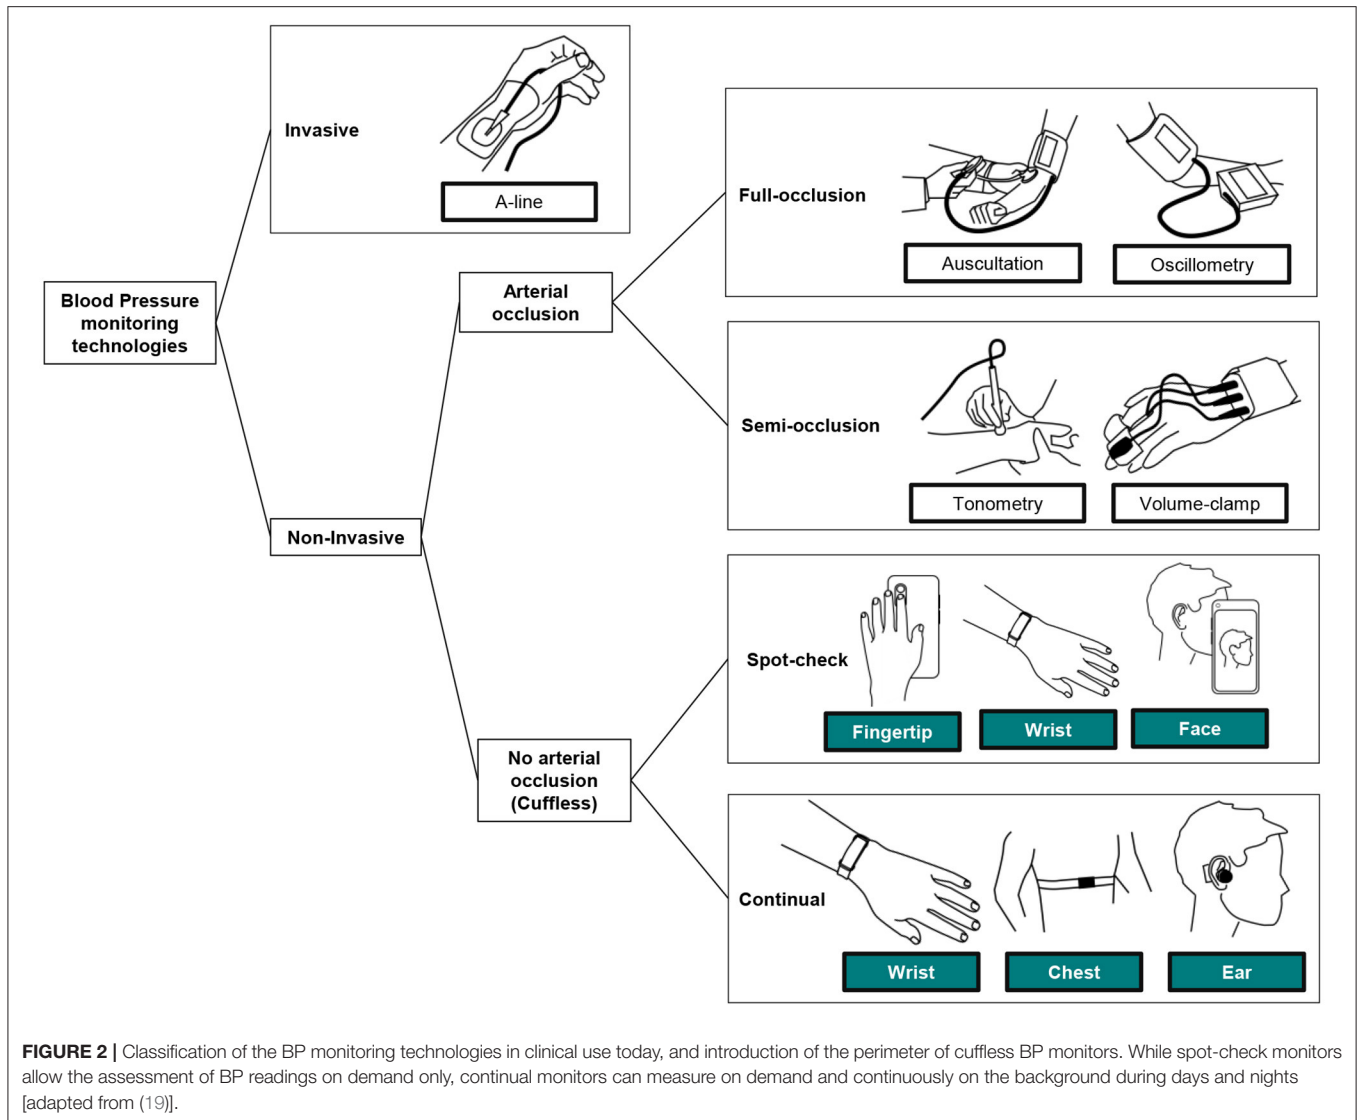 Invasive
A-line
Blood Pressure
monitoring
technologies
Non-Invasive
Arterial
occlusion
Full-occlusion
Auscultation
Oscillometry
Semi-occlusion
Tonometry
Volume-clamp
No arterial
occlusion
(Cuffless)
Spot-check
Fingertip
Wrist
Face
Continual
Wrist
Chest
Ear
FIGURE 2 | Classification of the BP monitoring technologies in clinical use today, and introduction of the perimeter of cuffless BP monitors. While spot-check monitors
allow the assessment of BP readings on demand only, continual monitors can measure on demand and continuously on the background during days and nights
[adapted from (19)].